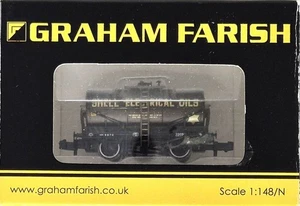 GRAHAM FARISH
SHELL ELECTRICAL OILS
www.grahamfarish.co.uk
Scale 1:148/N